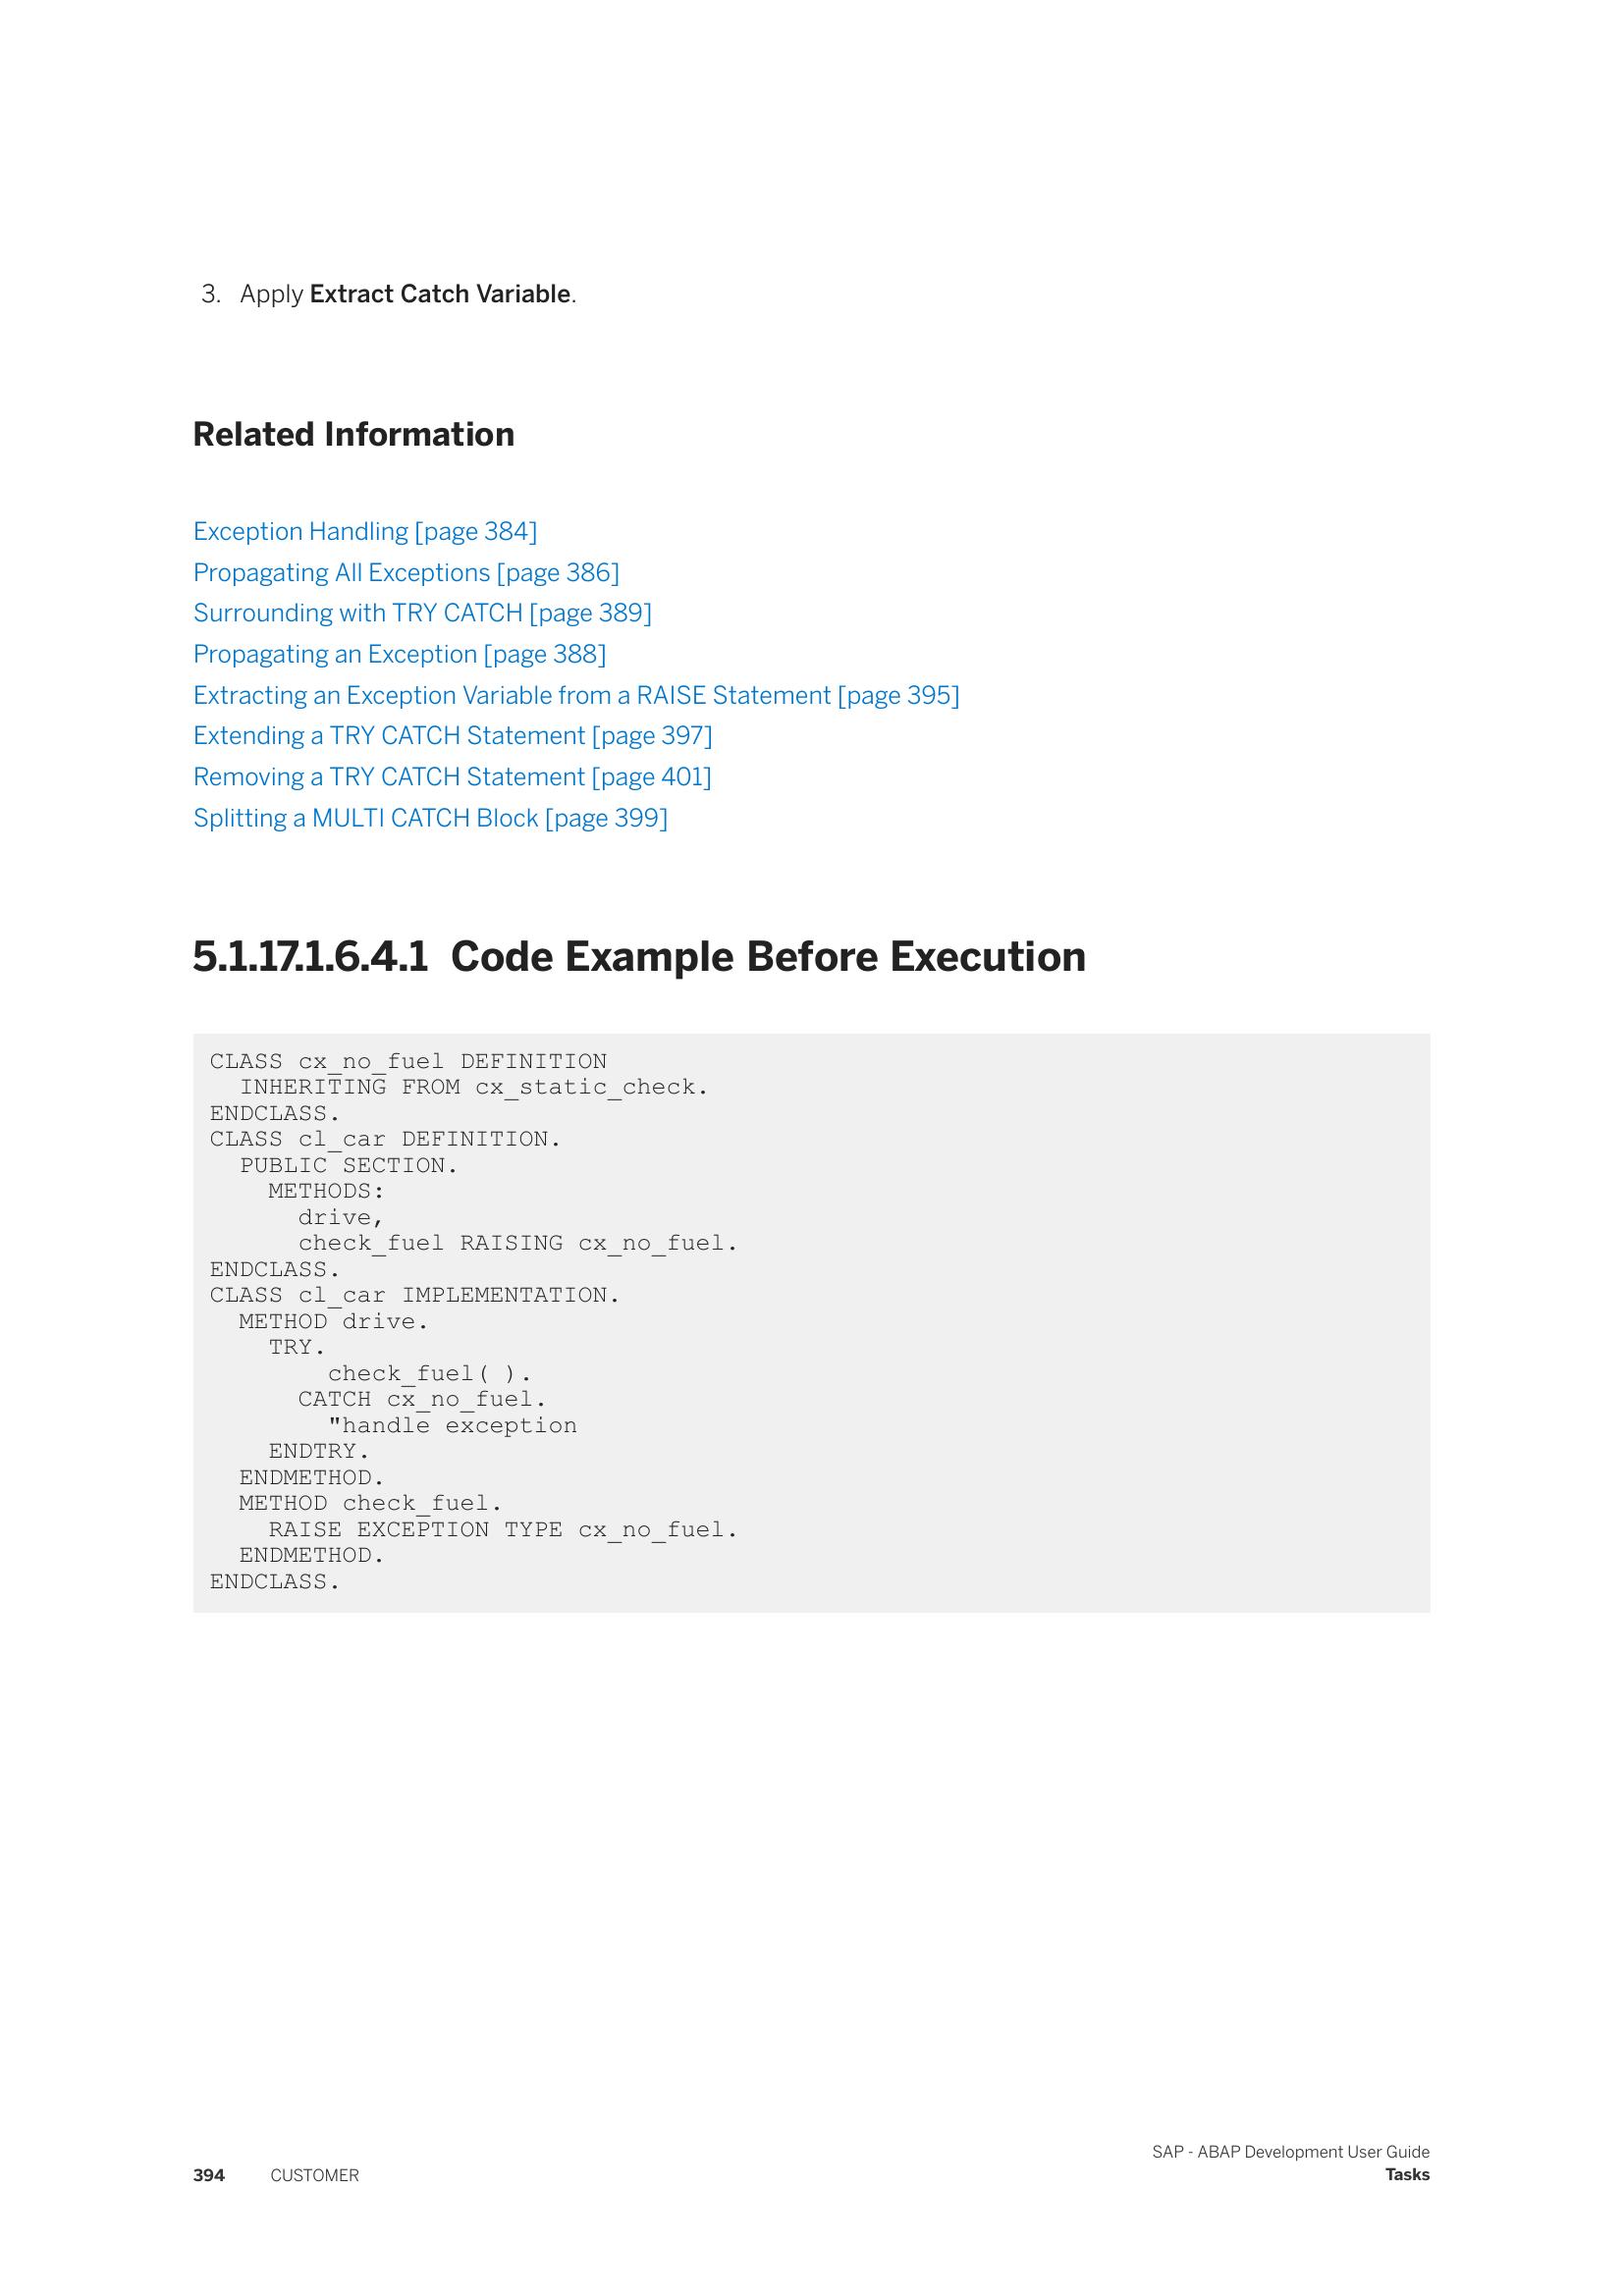 3. Apply Extract Catch Variable.
Related Information
Exception Handling [page 384]
Propagating All Exceptions [page 386]
Surrounding with TRY CATCH [page 389]
Propagating an Exception [page 388]
Extracting an Exception Variable from a RAISE Statement [page 395]
Extending a TRY CATCH Statement [page 397]
Removing a TRY CATCH Statement [page 401]
Splitting a MULTI CATCH Block [page 399]
5.1.17.1.6.4.1 Code Example Before Execution
CLASS cx_no_fuel DEFINITION
  INHERITING FROM cx_static_check.
ENDCLASS.
CLASS cl_car DEFINITION.
  PUBLIC SECTION.
    METHODS:
      drive,
      check_fuel RAISING cx_no_fuel.
ENDCLASS.
CLASS cl_car IMPLEMENTATION.
  METHOD drive.
    TRY.
        check_fuel( ).
      CATCH cx_no_fuel.
        "handle exception
    ENDTRY.
  ENDMETHOD.
  METHOD check_fuel.
    RAISE EXCEPTION TYPE cx_no_fuel.
  ENDMETHOD.
ENDCLASS.
SAP - ABAP Development User Guide
394 CUSTOMER Tasks